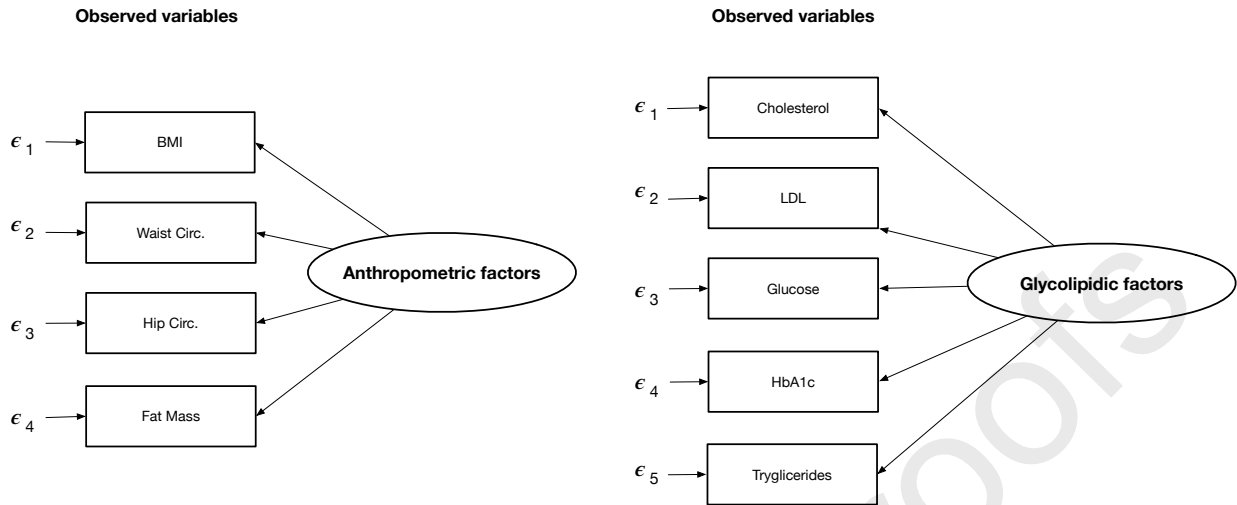 Observed variables
ϵ 1
BMI
ϵ 2
Waist Circ.
ϵ 3
Hip Circ.
ϵ 4
Fat Mass
Anthropometric factors
Observed variables
ϵ 1
Cholesterol
ϵ 2
LDL
ϵ 3
Glucose
ϵ 4
HbA1c
ϵ 5
Tryglicerides
Glycolipidic factors
roofs